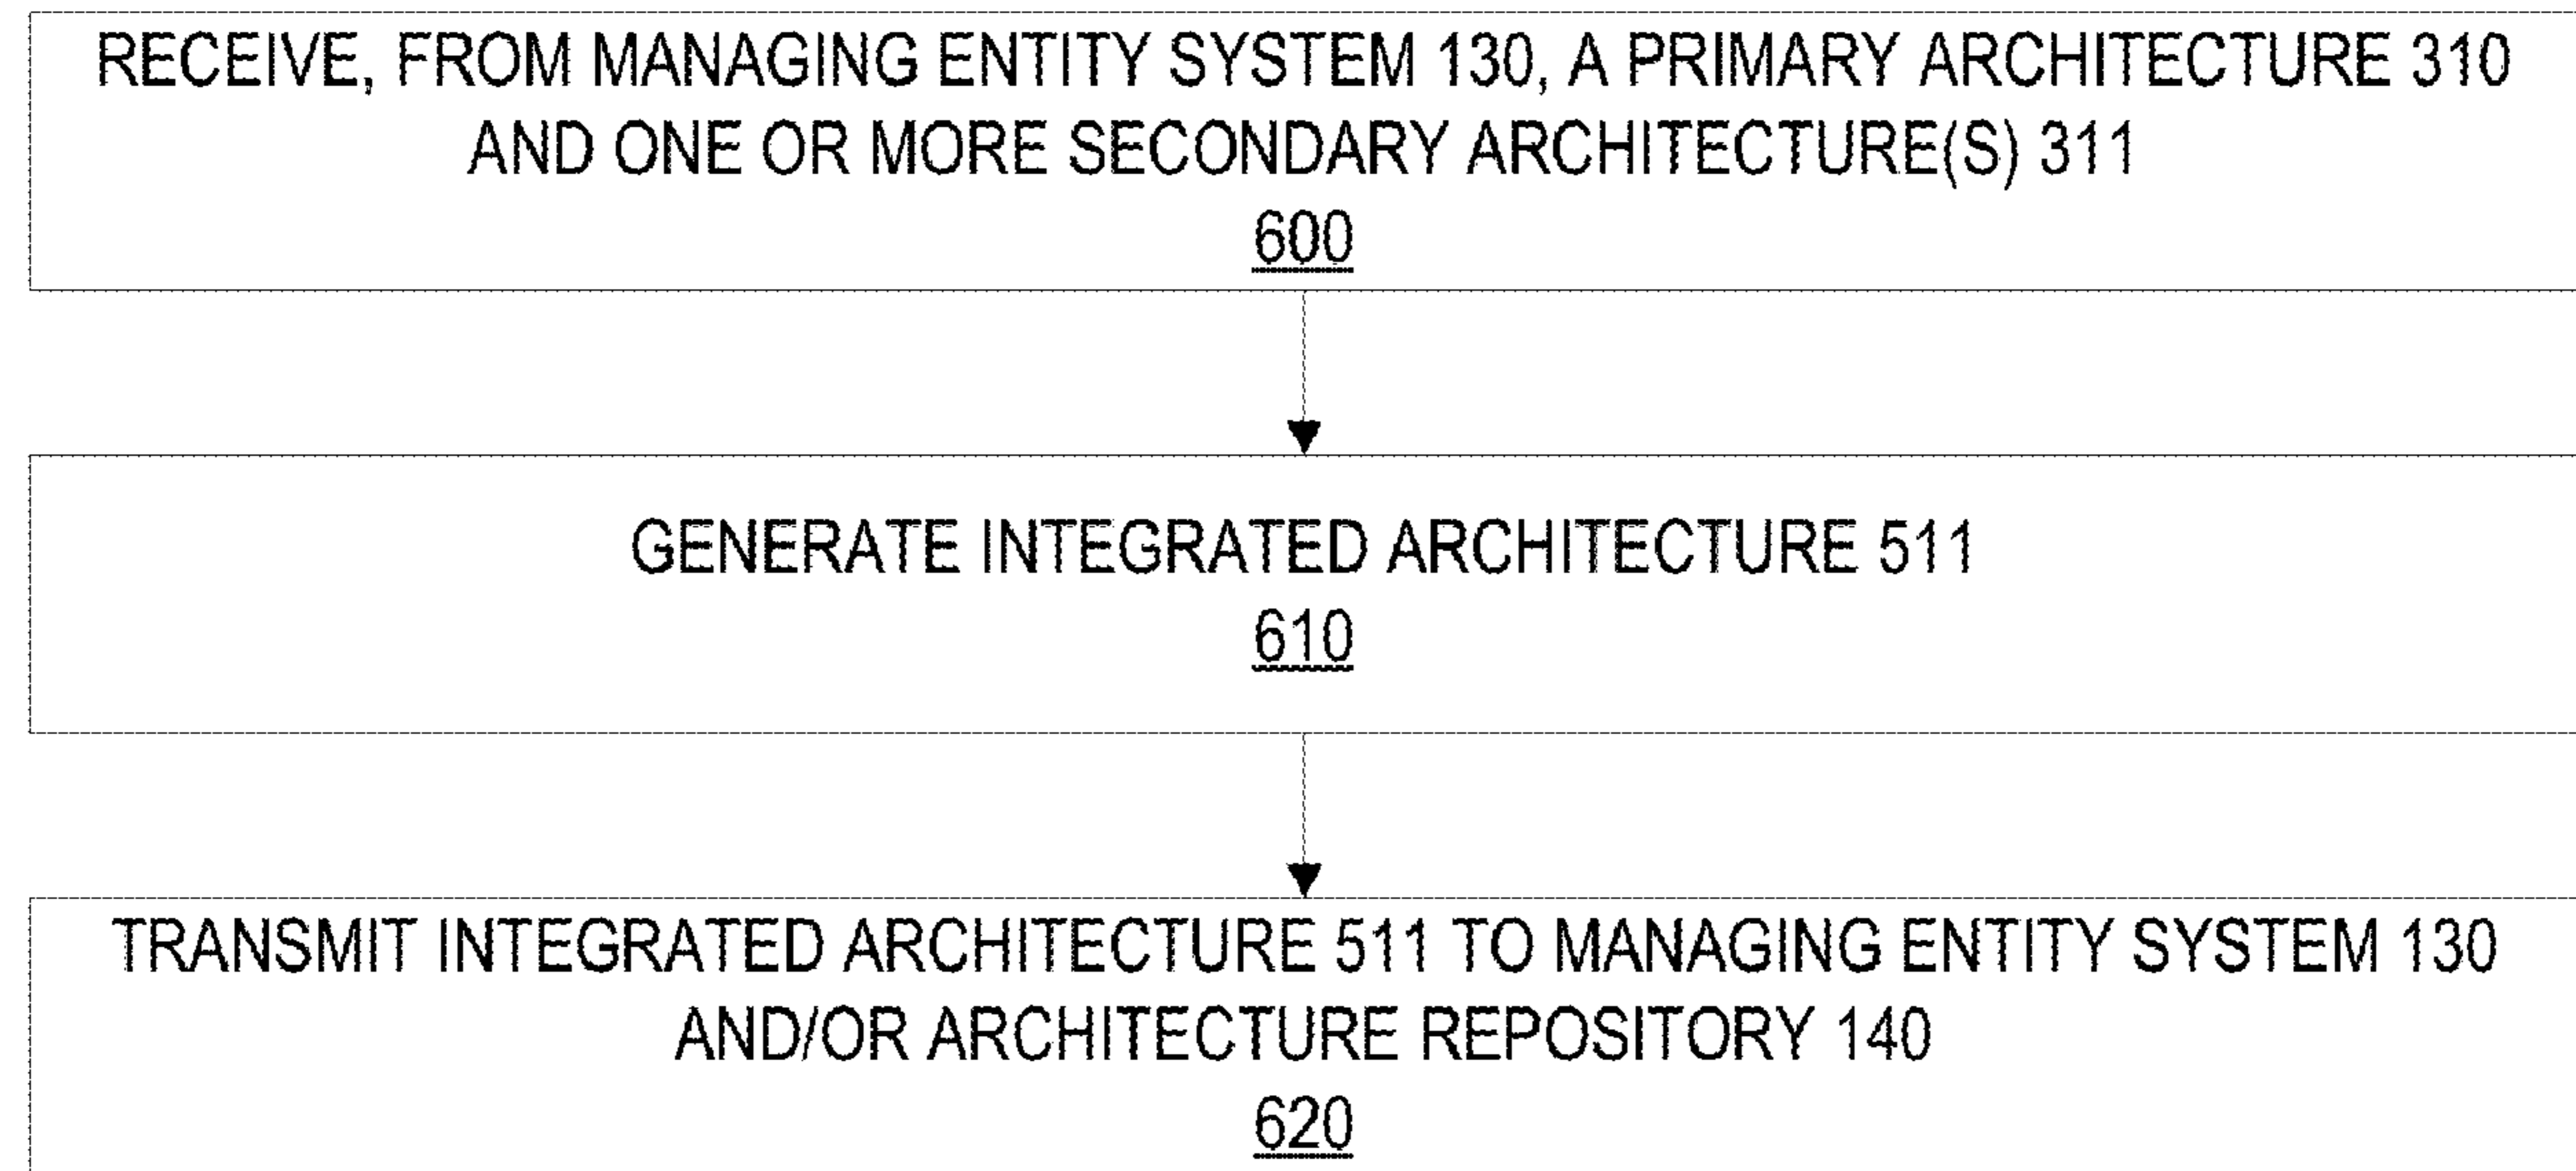 RECEIVE, FROM MANAGING ENTITY SYSTEM 130, A PRIMARY ARCHITECTURE 310
AND ONE OR MORE SECONDARY ARCHITECTURE(S) 311
600
GENERATE INTEGRATED ARCHITECTURE 511
610
TRANSMIT INTEGRATED ARCHITECTURE 511 TO MANAGING ENTITY SYSTEM 130
AND/OR ARCHITECTURE REPOSITORY 140
620